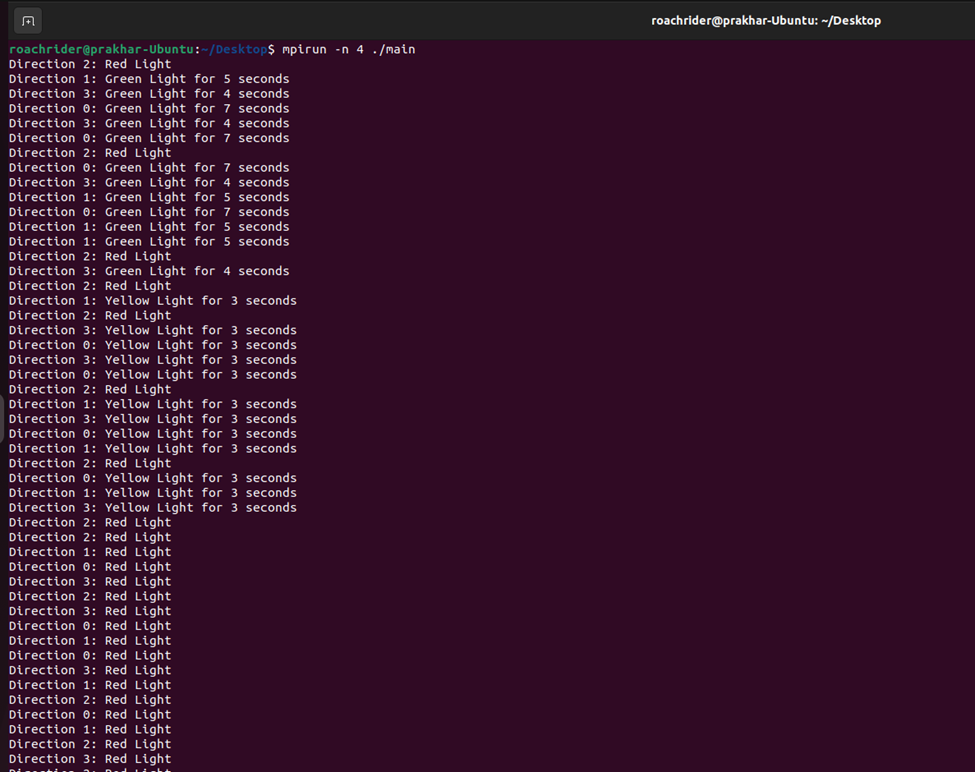 roachrider@prakhar-Ubuntu: ~/Desktop
roachrider@prakhar-Ubuntu:~/Desktop$ mpirun -n 4 ./main
Direction 2: Red Light
Direction 1: Green Light for 5 seconds
Direction 3: Green Light for 4 seconds
Direction 0: Green Light for 7 seconds
Direction 3: Green Light for 4 seconds
Direction 0: Green Light for 7 seconds
Direction 2: Red Light
Direction 0: Green Light for 7 seconds
Direction 3: Green Light for 4 seconds
Direction 1: Green Light for 5 seconds
Direction 0: Green Light for 7 seconds
Direction 1: Green Light for 5 seconds
Direction 1: Green Light for 5 seconds
Direction 2: Red Light
Direction 3: Green Light for 4 seconds
Direction 2: Red Light
Direction 1: Yellow Light for 3 seconds
Direction 2: Red Light
Direction 3: Yellow Light for 3 seconds
Direction 0: Yellow Light for 3 seconds
Direction 3: Yellow Light for 3 seconds
Direction 0: Yellow Light for 3 seconds
Direction 2: Red Light
Direction 1: Yellow Light for 3 seconds
Direction 3: Yellow Light for 3 seconds
Direction 0: Yellow Light for 3 seconds
Direction 1: Yellow Light for 3 seconds
Direction 2: Red Light
Direction 0: Yellow Light for 3 seconds
Direction 1: Yellow Light for 3 seconds
Direction 3: Yellow Light for 3 seconds
Direction 2: Red Light
Direction 2: Red Light
Direction 1: Red Light
Direction 0: Red Light
Direction 3: Red Light
Direction 2: Red Light
Direction 3: Red Light
Direction 0: Red Light
Direction 1: Red Light
Direction 0: Red Light
Direction 3: Red Light
Direction 1: Red Light
Direction 2: Red Light
Direction 0: Red Light
Direction 1: Red Light
Direction 2: Red Light
Direction 3: Red Light